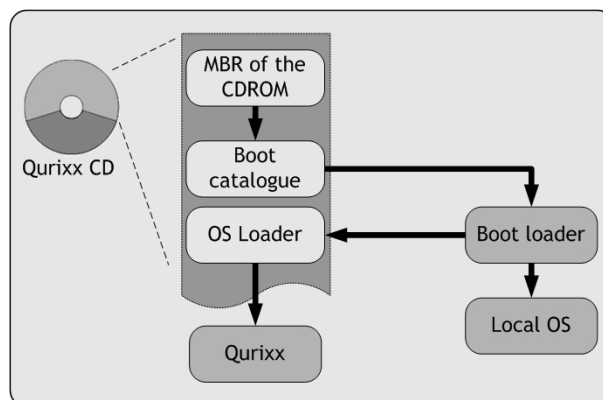 MBR of the
CDROM
Qurixx CD
Boot
catalogue
OS Loader
Boot loader
Local OS
Qurixx